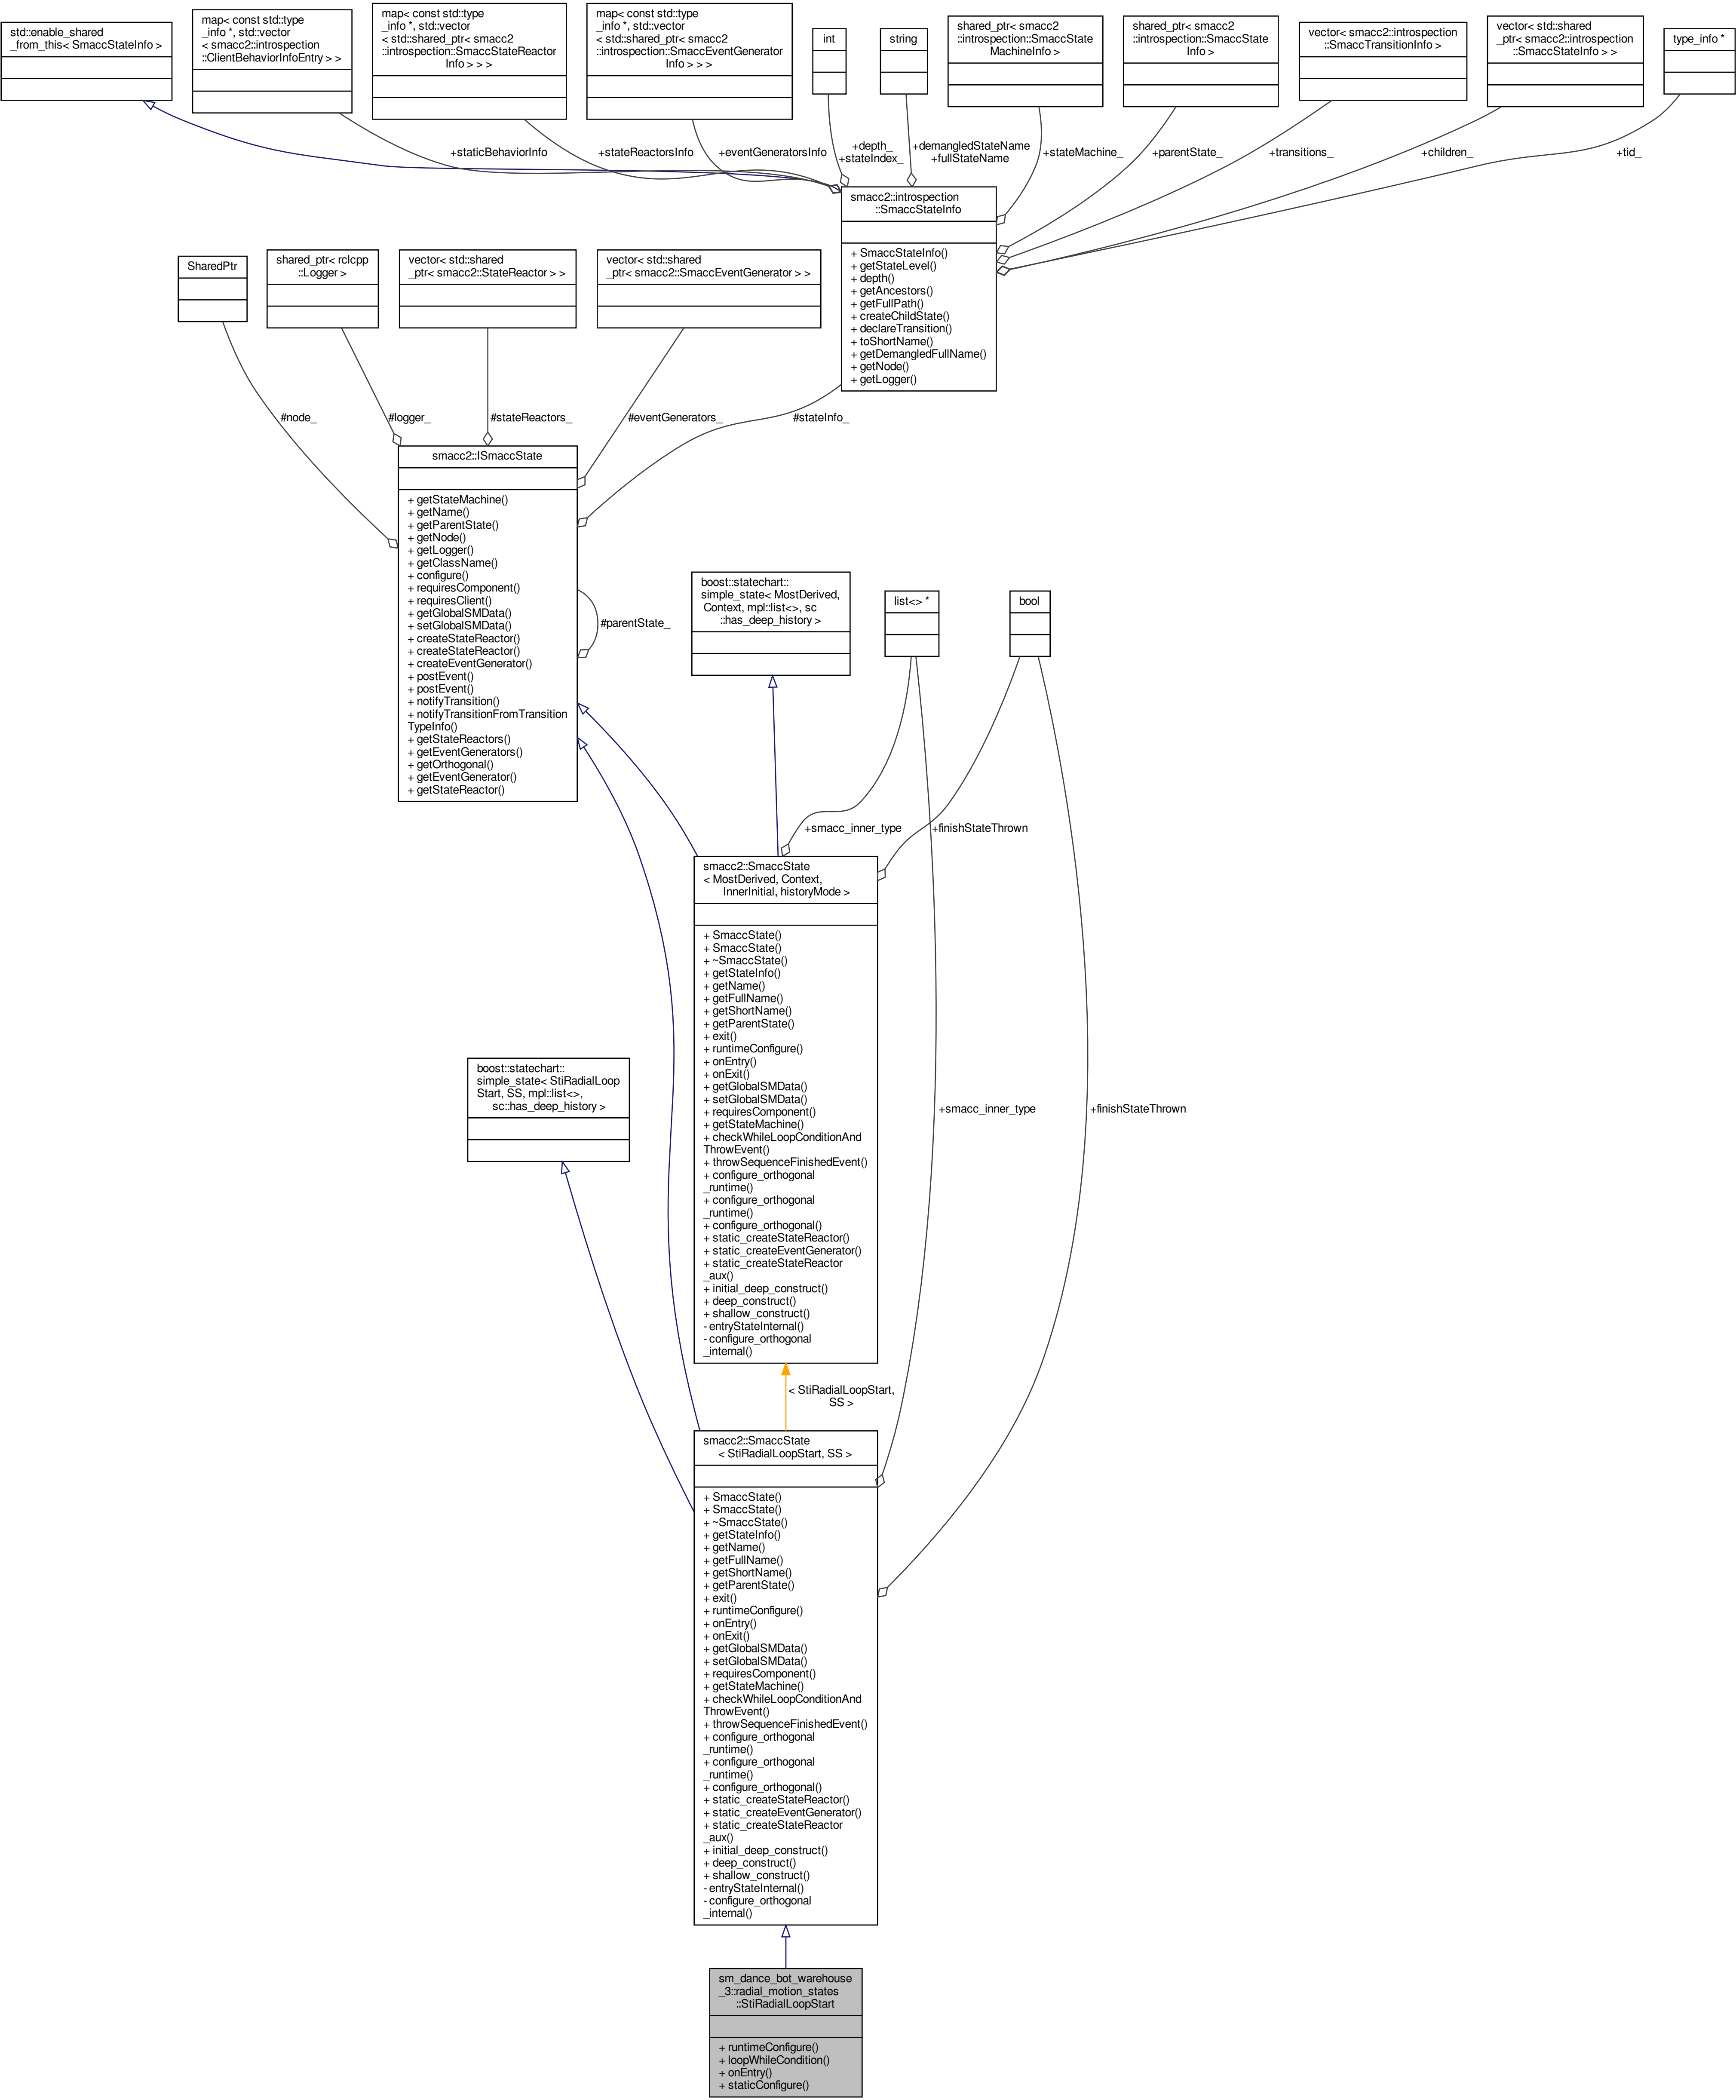 std::enable_shared
_from_this< SmaccStateInfo >
map< const std::type
_info *, std::vector
< smacc2::introspection
::ClientBehaviorInfoEntry > >
map< const std::type
_info *, std::vector
< std::shared_ptr< smacc2
::introspection::SmaccStateReactor
Info > > >
map< const std::type
_info *, std::vector
< std::shared_ptr< smacc2
::introspection::SmaccEventGenerator
Info > > >
int
string
shared_ptr< smacc2
::introspection::SmaccState
MachineInfo >
shared_ptr< smacc2
::introspection::SmaccState
Info >
vector< smacc2::introspection
::SmaccTransitionInfo >
vector< std::shared
_ptr< smacc2::introspection
::SmaccStateInfo > >
type_info *
+staticBehaviorInfo
+stateReactorsInfo
+eventGeneratorsInfo
+depth_
+stateIndex_
+demangledStateName
+fullStateName
+stateMachine_
+parentState_
+transitions_
+children_
+tid_
smacc2::introspection
::SmaccStateInfo
+ SmaccStateInfo()
+ getStateLevel()
+ depth()
+ getAncestors()
+ getFullPath()
+ createChildState()
+ declareTransition()
+ toShortName()
+ getDemangledFullName()
+ getNode()
+ getLogger()
SharedPtr
shared_ptr< rclcpp
::Logger >
vector< std::shared
_ptr< smacc2::StateReactor > >
vector< std::shared
_ptr< smacc2::SmaccEventGenerator > >
#node_
#logger_
#stateReactors_
#eventGenerators_
#stateInfo_
smacc2::ISmaccState
+ getStateMachine()
+ getName()
+ getParentState()
+ getNode()
+ getLogger()
+ getClassName()
+ configure()
+ requiresComponent()
+ requiresClient()
+ getGlobalSMData()
+ setGlobalSMData()
+ createStateReactor()
+ createStateReactor()
+ createEventGenerator()
+ postEvent()
+ postEvent()
+ notifyTransition()
+ notifyTransitionFromTransition
TypeInfo()
+ getStateReactors()
+ getEventGenerators()
+ getOrthogonal()
+ getEventGenerator()
+ getStateReactor()
#parentState_
boost::statechart::
simple_state< MostDerived,
Context, mpl::list<>, sc
::has_deep_history >
list<> *
bool
+smacc_inner_type
+finishStateThrown
smacc2::SmaccState
< MostDerived, Context,
InnerInitial, historyMode >
+ SmaccState()
+ SmaccState()
+ ~SmaccState()
+ getStateInfo()
+ getName()
+ getFullName()
+ getShortName()
+ getParentState()
+ exit()
+ runtimeConfigure()
+ onEntry()
+ onExit()
+ getGlobalSMData()
+ setGlobalSMData()
+ requiresComponent()
+ getStateMachine()
+ checkWhileLoopConditionAnd
ThrowEvent()
+ throwSequenceFinishedEvent()
+ configure_orthogonal
_runtime()
+ configure_orthogonal
_runtime()
+ configure_orthogonal()
+ static_createStateReactor()
+ static_createEventGenerator()
+ static_createStateReactor
_aux()
+ initial_deep_construct()
+ deep_construct()
+ shallow_construct()
- entryStateInternal()
- configure_orthogonal
_internal()
boost::statechart::
simple_state< StiRadialLoop
Start, SS, mpl::list<>,
sc::has_deep_history >
+smacc_inner_type
+finishStateThrown
< StiRadialLoopStart,
SS >
smacc2::SmaccState
< StiRadialLoopStart, SS >
+ SmaccState()
+ SmaccState()
+ ~SmaccState()
+ getStateInfo()
+ getName()
+ getFullName()
+ getShortName()
+ getParentState()
+ exit()
+ runtimeConfigure()
+ onEntry()
+ onExit()
+ getGlobalSMData()
+ setGlobalSMData()
+ requiresComponent()
+ getStateMachine()
+ checkWhileLoopConditionAnd
ThrowEvent()
+ throwSequenceFinishedEvent()
+ configure_orthogonal
_runtime()
+ configure_orthogonal
_runtime()
+ configure_orthogonal()
+ static_createStateReactor()
+ static_createEventGenerator()
+ static_createStateReactor
_aux()
+ initial_deep_construct()
+ deep_construct()
+ shallow_construct()
- entryStateInternal()
- configure_orthogonal
_internal()
sm_dance_bot_warehouse
_3::radial_motion_states
::StiRadialLoopStart
+ runtimeConfigure()
+ loopWhileCondition()
+ onEntry()
+ staticConfigure()